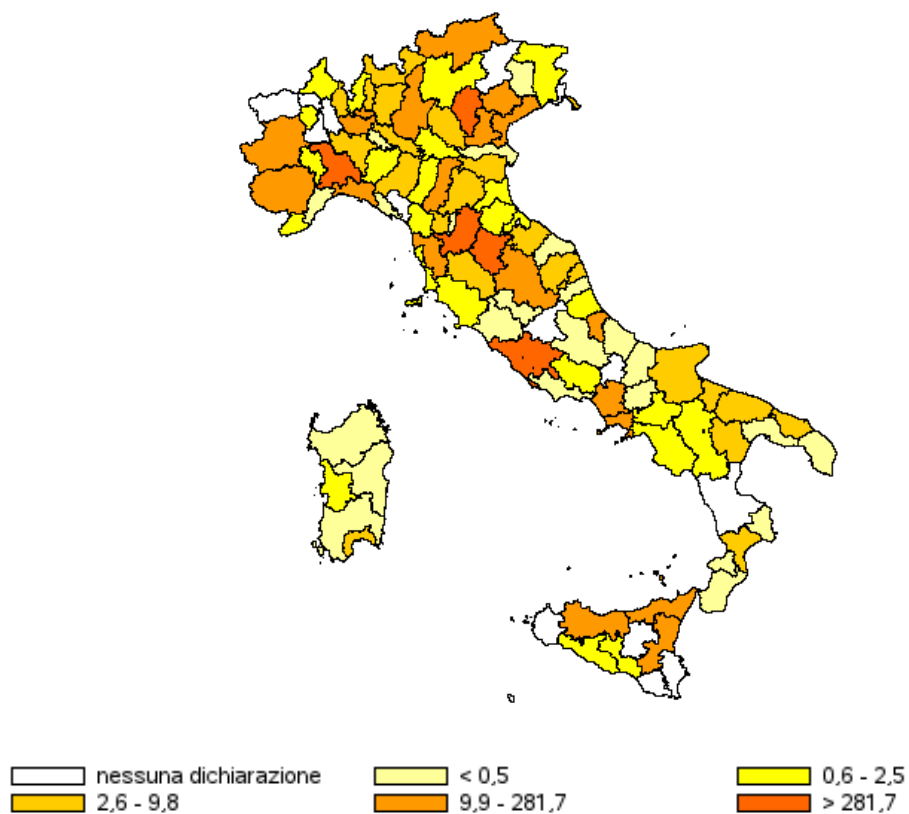 nessuna dichiarazione < 0,5 0,6 - 2,5
2,6 - 9,8 9,9 - 281,7 > 281,7